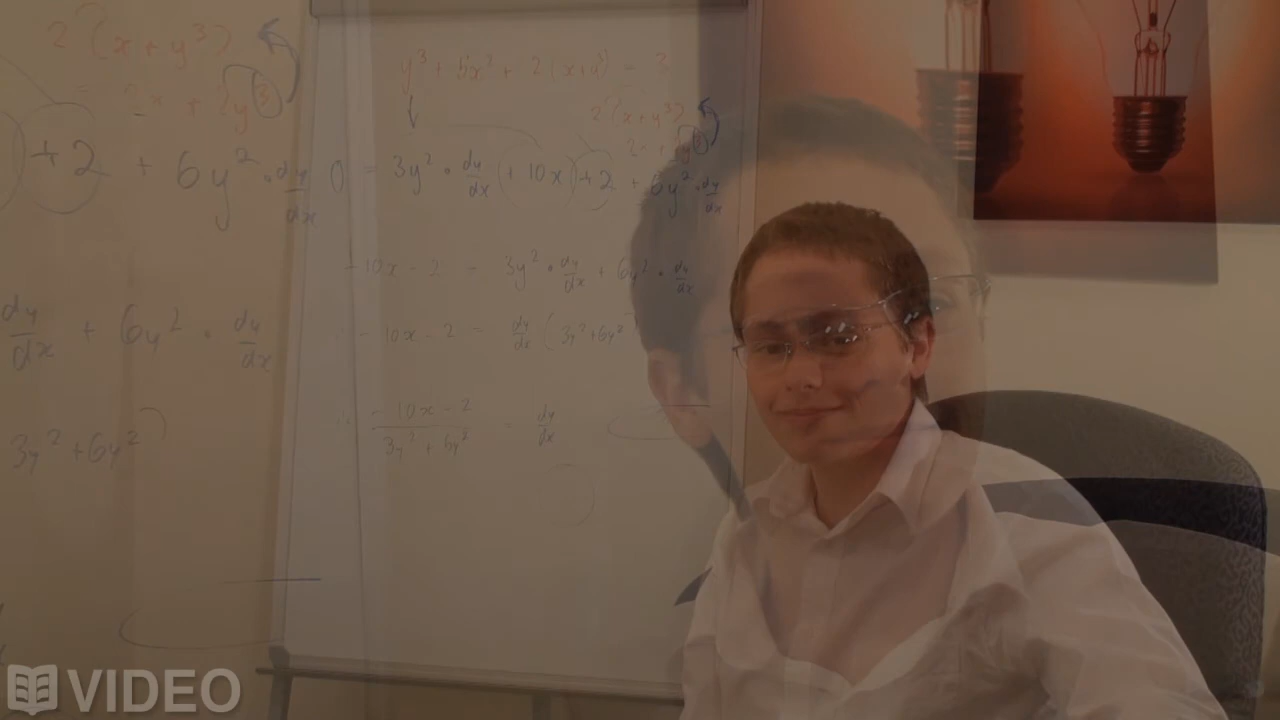 2(x+y³)
y³ + 5x² + 2(x+y³) = 3
2(x+y³)
+2 + 6y² · dy/dx
0 = 3y² · dy/dx + 10x + 2 + 6y² · dy/dx
-10x - 2 = 3y² · dy/dx + 6y² · dy/dx
dy/dx + 6y² · dy/dx
-10x - 2 = dy/dx (3y² + 6y²
-10x - 2 / 3y² + 6y² = dy/dx
3y² + 6y²
VIDEO